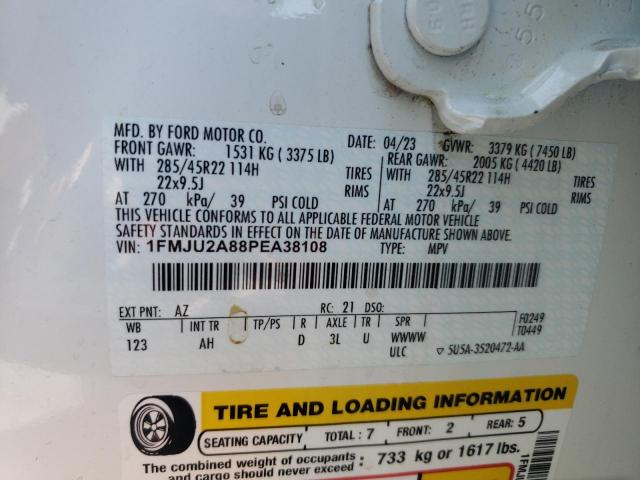 MFD. BY FORD MOTOR CO.
04/23 GVWR: 3379 KG ( 7450 LB)
FRONT GAWR: 1531 KG ( 3375 LB)
REAR GAWR: 2005 KG ( 4420 LB)
WITH 285/45R22 114H TIRES
WITH 285/45R22 114H TIRES
22x9.5J RIMS
22x9.5J RIMS
AT 270 kPa/ 39 PSI COLD
AT 270 kPa/ 39 PSI COLD
THIS VEHICLE CONFORMS TO ALL APPLICABLE FEDERAL MOTOR VEHICLE
SAFETY STANDARDS IN EFFECT ON THE DATE OF MANUFACTURE SHOWN ABOVE.
VIN: 1FMJU2A88PEA38108
TYPE: MPV
EXT PNT: AZ RC: 21 DSO:
WB INT TR TP/PS R AXLE TR SPR
F0249
T0449
123 AH D 3L U WWWW
ULC
5U5A-3520472-AA
TIRE AND LOADING INFORMATION
SEATING CAPACITY TOTAL : 7 FRONT: 2 REAR: 5
The combined weight of occupants
and cargo should never exceed : 733 kg or 1617 lbs.
1FMJU